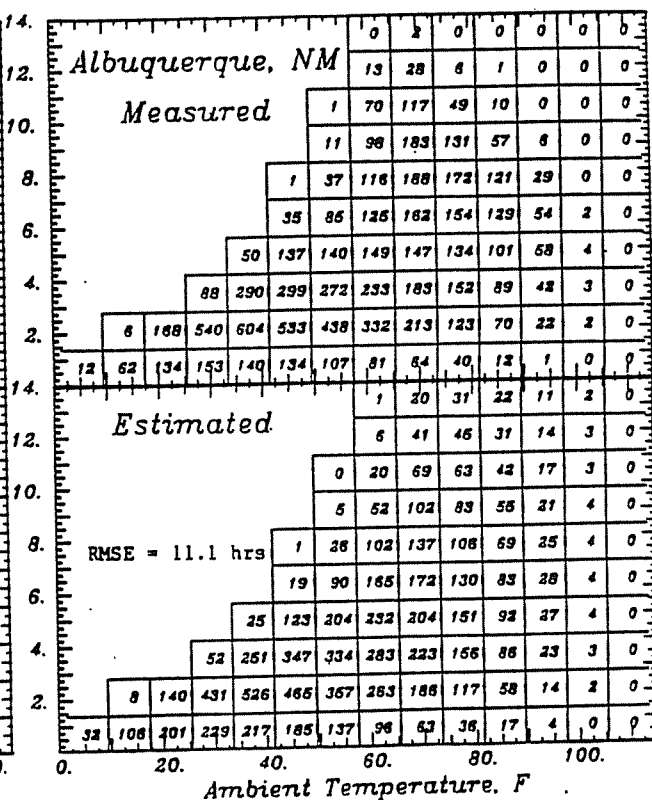 14.
0 2 0 0 0 0 0
Albuquerque, NM
12.
13 28 6 1 0 0 0
Measured
1 70 117 49 10 0 0 0
10.
11 98 183 131 57 6 0 0
8.
1 37 116 188 172 121 29 0 0
35 85 125 162 154 129 54 2 0
6.
50 137 140 149 147 134 101 58 4 0
4.
88 290 299 272 233 183 152 89 42 3 0
2.
6 168 540 604 533 438 332 213 123 70 22 2 0
12 62 134 153 140 134 107 81 64 40 12 1 0 0
14.
1 20 31 22 11 2 0
Estimated
12.
6 41 46 31 14 3 0
0 20 69 63 42 17 3 0
10.
5 52 102 83 56 21 4 0
8.
RMSE = 11.1 hrs
1 26 102 137 106 69 25 4 0
19 90 165 172 130 83 28 4 0
6.
25 123 204 232 204 151 92 27 4 0
4.
52 251 347 334 283 223 156 86 23 3 0
2.
8 140 431 526 465 357 263 186 117 58 14 2 0
32 106 201 229 217 185 137 96 63 36 17 4 0 0
0. 20. 40. 60. 80. 100.
Ambient Temperature, F